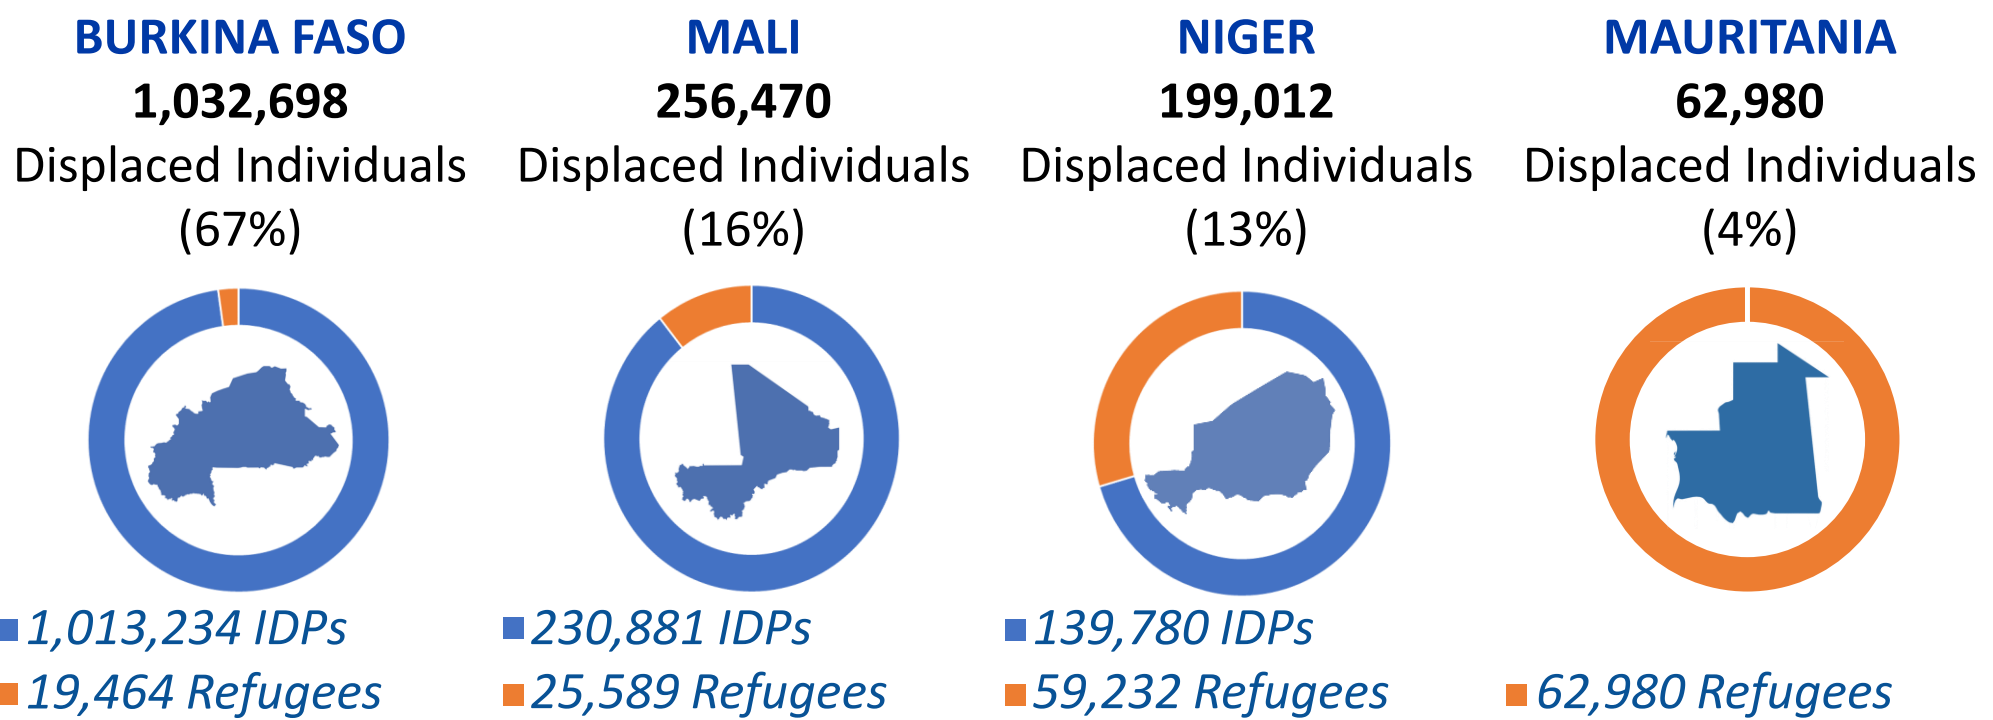 BURKINA FASO
1,032,698
Displaced Individuals
(67%)
1,013,234 IDPs
19,464 Refugees
MALI
256,470
Displaced Individuals
(16%)
230,881 IDPs
25,589 Refugees
NIGER
199,012
Displaced Individuals
(13%)
139,780 IDPs
59,232 Refugees
MAURITANIA
62,980
Displaced Individuals
(4%)
62,980 Refugees